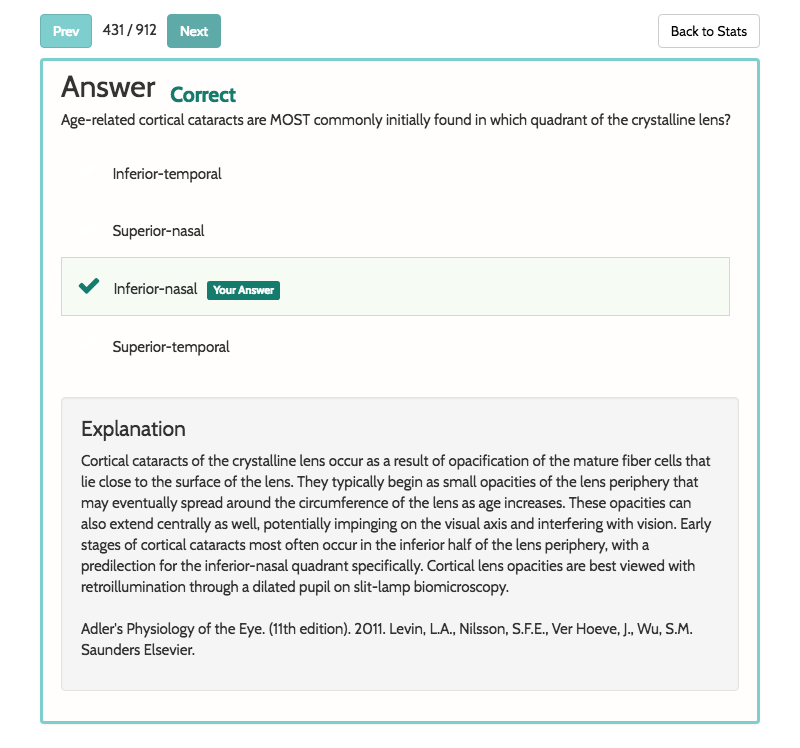 Prev 431 / 912 Next Back to Stats
Answer Correct
Age-related cortical cataracts are MOST commonly initially found in which quadrant of the crystalline lens?
Inferior-temporal
Superior-nasal
Inferior-nasal Your Answer
Superior-temporal
Explanation
Cortical cataracts of the crystalline lens occur as a result of opacification of the mature fiber cells that
lie close to the surface of the lens. They typically begin as small opacities of the lens periphery that
may eventually spread around the circumference of the lens as age increases. These opacities can
also extend centrally as well, potentially impinging on the visual axis and interfering with vision. Early
stages of cortical cataracts most often occur in the inferior half of the lens periphery, with a
predilection for the inferior-nasal quadrant specifically. Cortical lens opacities are best viewed with
retroillumination through a dilated pupil on slit-lamp biomicroscopy.
Adler's Physiology of the Eye. (11th edition). 2011. Levin, L.A., Nilsson, S.F.E., Ver Hoeve, J., Wu, S.M.
Saunders Elsevier.